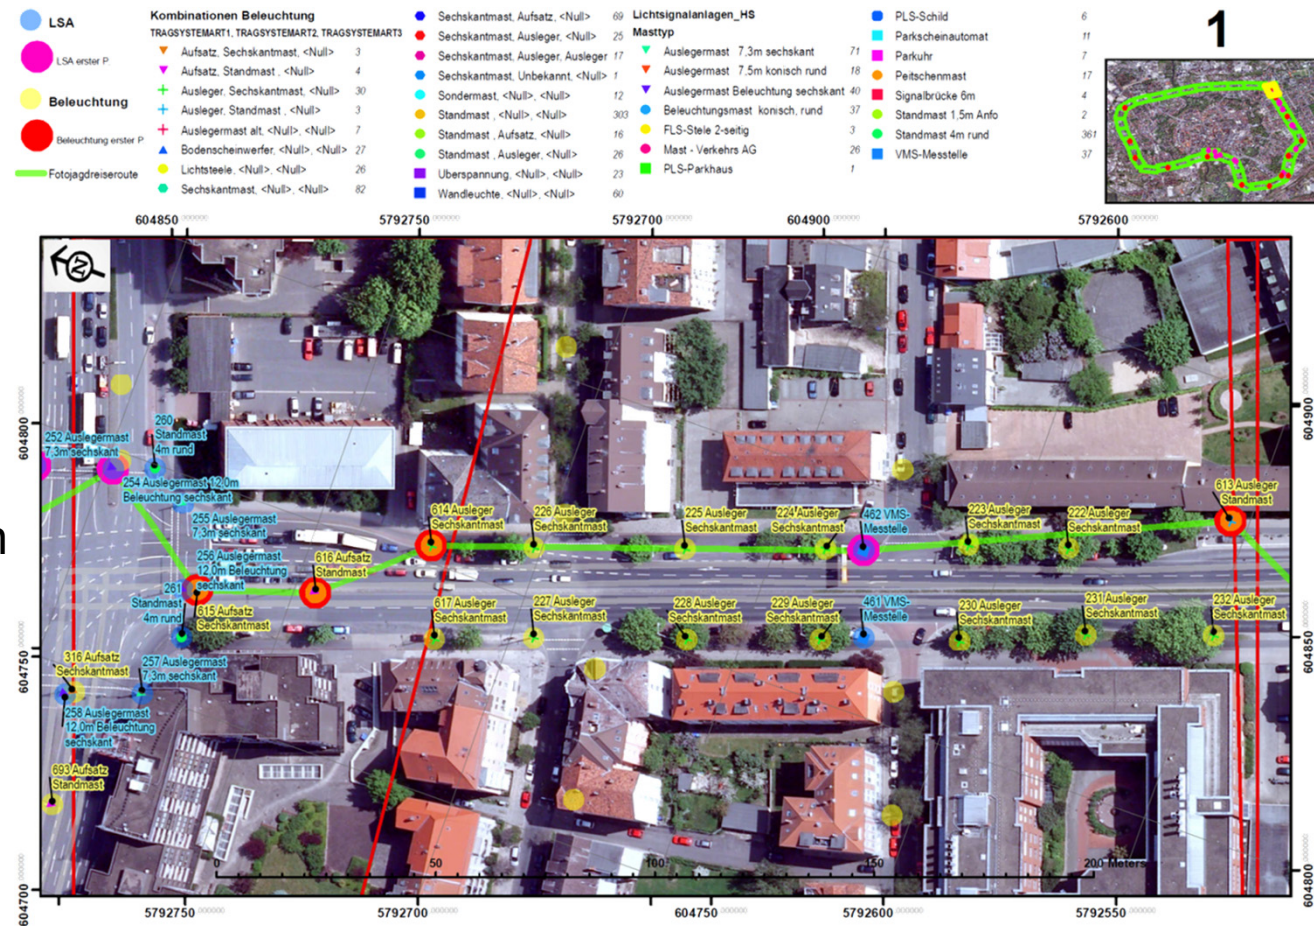 LSA
LSA erster P.
Beleuchtung
Beleuchtung erster P
Fotojagdreiseroute
Kombinationen Beleuchtung
TRAGSYSTEMART1, TRAGSYSTEMART2, TRAGSYSTEMART3
Aufsatz, Sechskantmast, <Null> 3
Aufsatz, Standmast , <Null> 4
Ausleger, Sechskantmast, <Null> 30
Ausleger, Standmast , <Null> 3
Auslegermast alt, <Null>, <Null> 7
Bodenscheinwerfer, <Null>, <Null> 27
Lichtsteele, <Null>, <Null> 26
Sechskantmast, <Null>, <Null> 82
Sechskantmast, Aufsatz, <Null> 69
Sechskantmast, Ausleger, <Null> 25
Sechskantmast, Ausleger, Ausleger 17
Sechskantmast, Unbekannt, <Null> 1
Sondermast, <Null>, <Null> 12
Standmast , <Null>, <Null> 303
Standmast , Aufsatz, <Null> 16
Standmast , Ausleger, <Null> 26
Uberspannung, <Null>, <Null> 23
Wandleuchte, <Null>, <Null> 60
Lichtsignalanlagen_HS
Masttyp
Auslegermast 7,3m sechskant 71
Auslegermast 7,5m konisch rund 18
Auslegermast Beleuchtung sechskant 40
Beleuchtungsmast konisch, rund 37
FLS-Stele 2-seitig 3
Mast - Verkehrs AG 26
PLS-Parkhaus 1
PLS-Schild 6
Parkscheinautomat 11
Parkuhr 7
Peitschenmast 17
Signalbrücke 6m 4
Standmast 1,5m Anfo 2
Standmast 4m rund 361
VMS-Messtelle 37
1
604850 5792750 5792700 604900 5792600
N
604800
604750
604700
604900
604850
604800
252 Auslegermast
7,3m sechskant
260
Standmast
4m rund
254 Auslegermast 12,0m
Beleuchtung sechskant
255 Auslegermast
7,3m sechskant
256 Auslegermast
12,0m Beleuchtung
sechskant
261
Standmast
4m rund
615 Aufsatz
Sechskantmast
616 Aufsatz
Standmast
614 Ausleger
Sechskantmast
226 Ausleger
Sechskantmast
225 Ausleger
Sechskantmast
224 Ausleger
Sechskantmast
462 VMS-
Messtelle
223 Ausleger
Sechskantmast
222 Ausleger
Sechskantmast
613 Ausleger
Standmast
617 Ausleger
Sechskantmast
227 Ausleger
Sechskantmast
228 Ausleger
Sechskantmast
229 Ausleger
Sechskantmast
461 VMS-
Messtelle
230 Ausleger
Sechskantmast
231 Ausleger
Sechskantmast
232 Ausleger
Sechskantmast
316 Aufsatz
Sechskantmast
257 Auslegermast
7,3m sechskant
258 Auslegermast
12,0m Beleuchtung
sechskant
693 Aufsatz
Standmast
0 50 100 150 200 Meters
5792750 5792700 604750 5792600 5792550